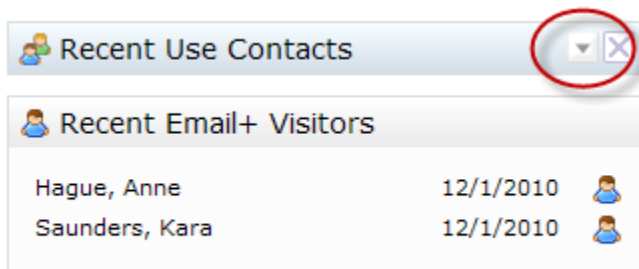 Recent Use Contacts
Recent Email+ Visitors
Hague, Anne 12/1/2010
Saunders, Kara 12/1/2010